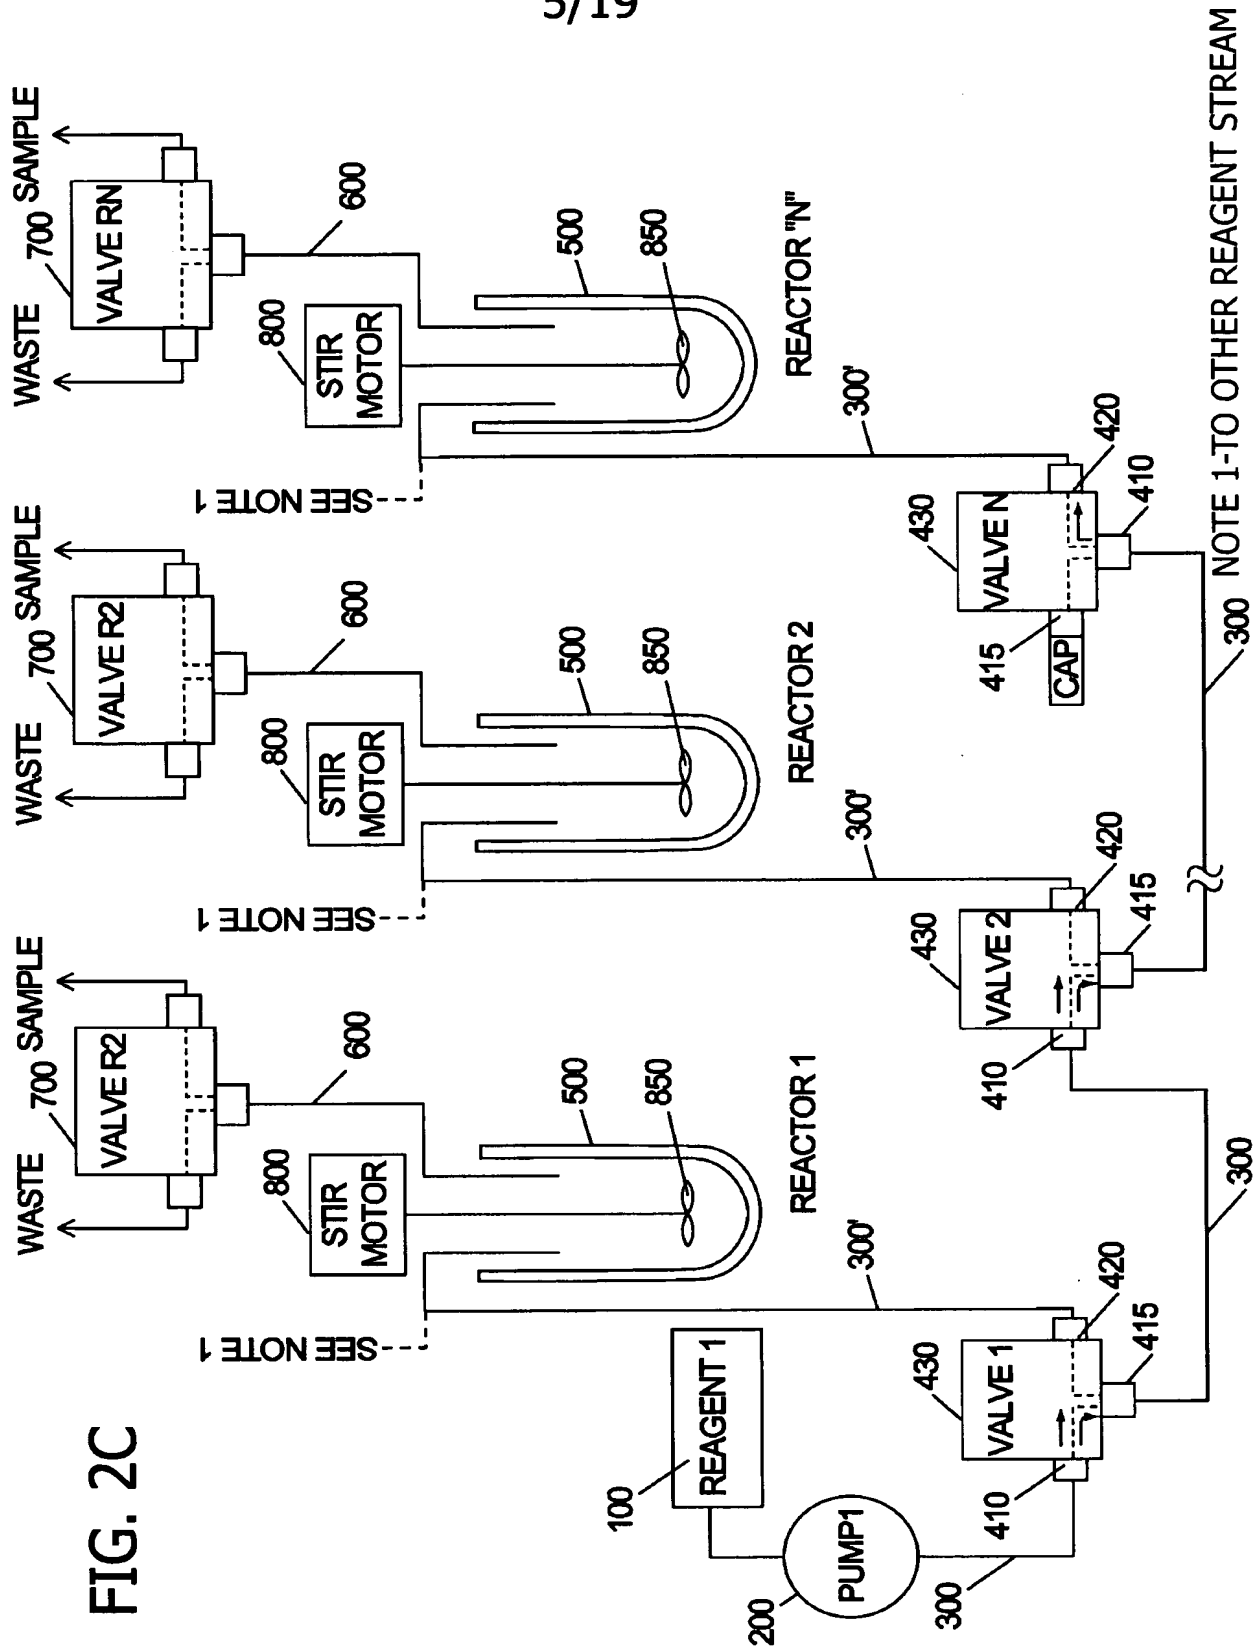 5/19
FIG. 2C
WASTE
700
SAMPLE
VALVE R2
600
800
STIR
MOTOR
SEE NOTE 1
500
850
REACTOR 1
300'
100
REAGENT 1
200
PUMP1
300
410
430
VALVE 1
420
415
300
WASTE
700
SAMPLE
VALVE R2
600
800
STIR
MOTOR
SEE NOTE 1
500
850
REACTOR 2
300'
430
VALVE 2
410
420
415
300
WASTE
700
SAMPLE
VALVE RN
600
800
STIR
MOTOR
SEE NOTE 1
500
850
REACTOR "N"
300'
430
VALVE N
415
CAP
420
410
NOTE 1-TO OTHER REAGENT STREAM